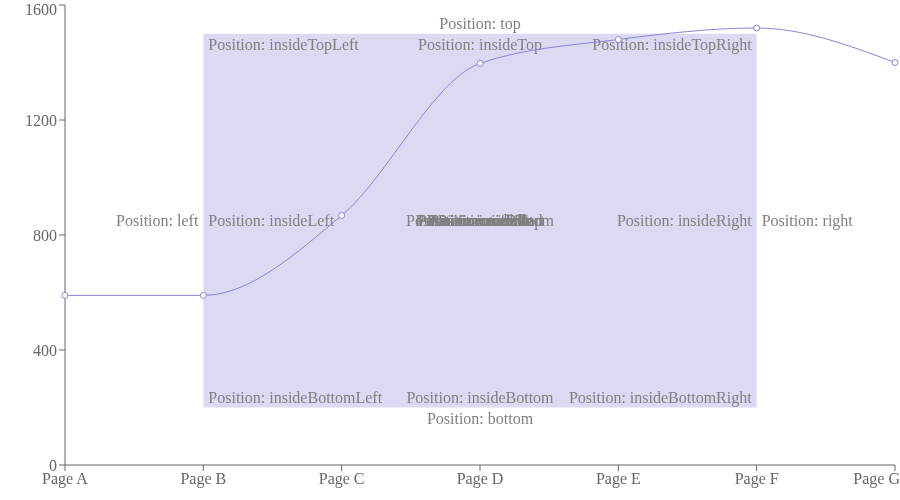 1600
Position: top
Position: insideTopLeft
Position: insideTop
Position: insideTopRight
1200
Position: left
Position: insideLeft
Position: insideRight
Position: right
800
400
Position: insideBottomLeft
Position: insideBottom
Position: insideBottomRight
Position: bottom
0
Page A
Page B
Page C
Page D
Page E
Page F
Page G